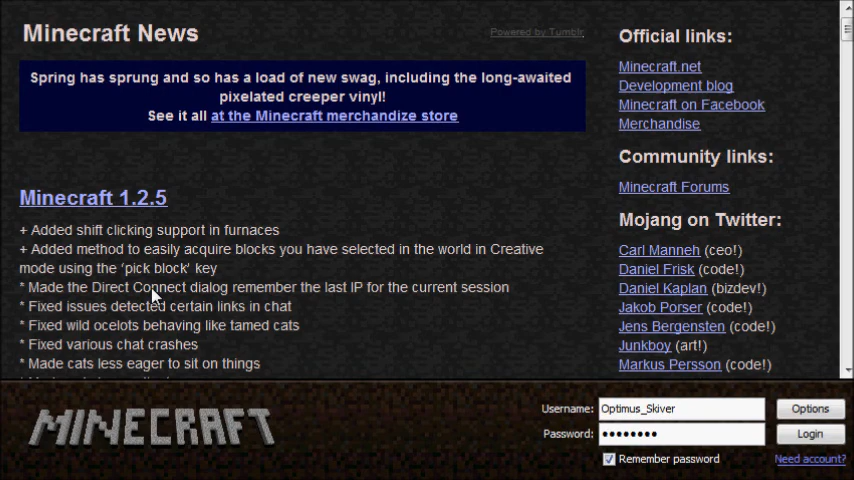 Minecraft News
Powered by Tumblr
Spring has sprung and so has a load of new swag, including the long-awaited
pixelated creeper vinyl!
See it all at the Minecraft merchandize store
Minecraft 1.2.5
+ Added shift clicking support in furnaces
+ Added method to easily acquire blocks you have selected in the world in Creative
mode using the ‘pick block’ key
* Made the Direct Connect dialog remember the last IP for the current session
* Fixed issues detected certain links in chat
* Fixed wild ocelots behaving like tamed cats
* Fixed various chat crashes
* Made cats less eager to sit on things
Official links:
Minecraft.net
Development blog
Minecraft on Facebook
Merchandise
Community links:
Minecraft Forums
Mojang on Twitter:
Carl Manneh (ceo!)
Daniel Frisk (code!)
Daniel Kaplan (bizdev!)
Jakob Porser (code!)
Jens Bergensten (code!)
Junkboy (art!)
Markus Persson (code!)
MINECRAFT
Username: Optimus_Skiver
Options
Password: ●●●●●●●●
Login
Remember password
Need account?